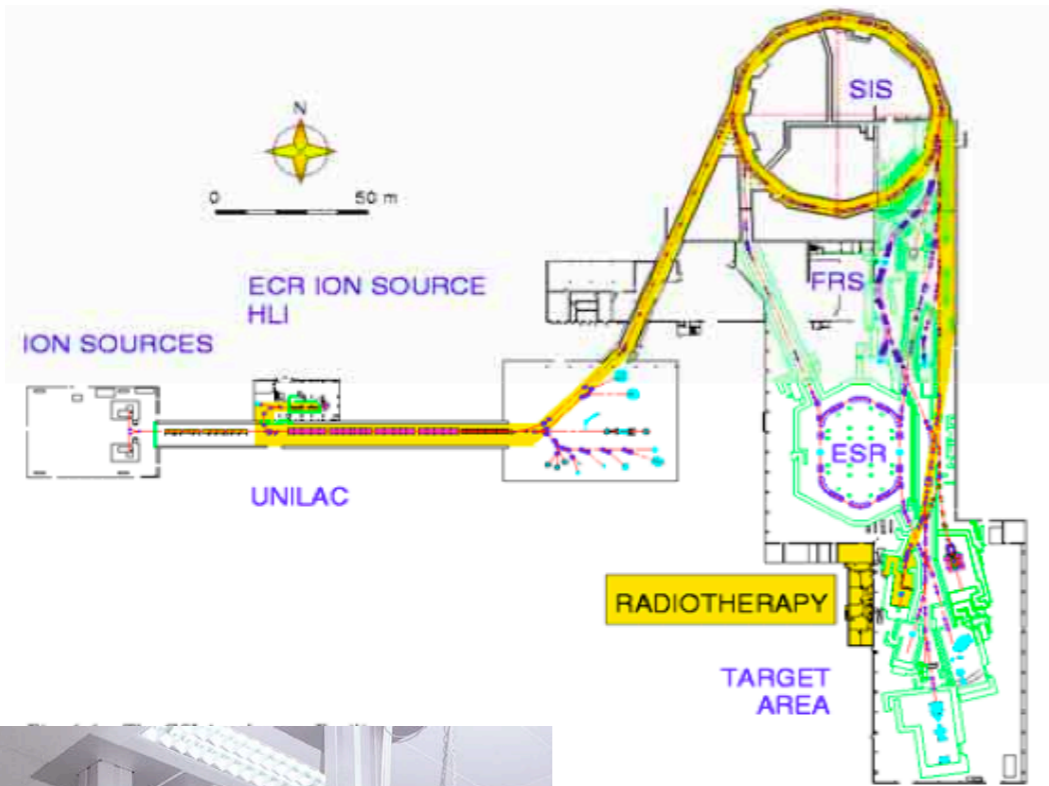 SIS
N
0 50 m
ECR ION SOURCE
HLI
FRS
ION SOURCES
ESR
UNILAC
RADIOTHERAPY
TARGET
AREA